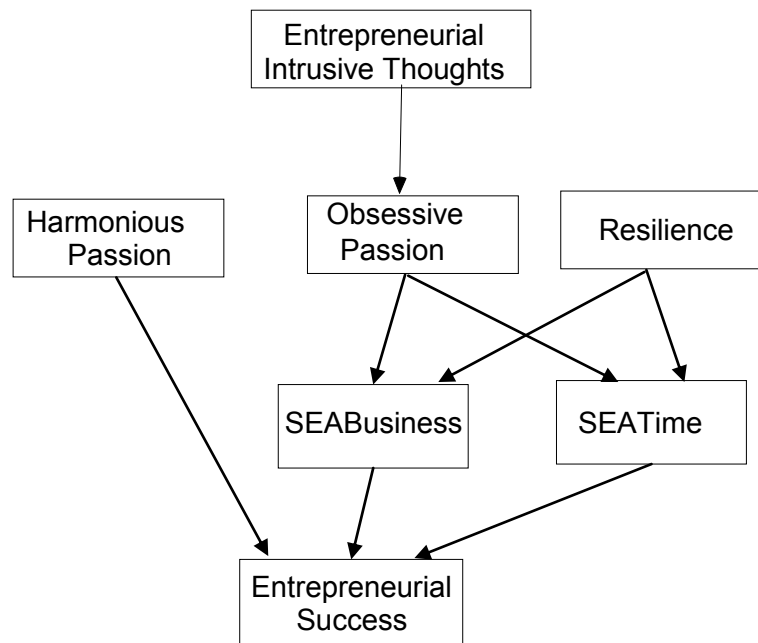 Entrepreneurial
Intrusive Thoughts
Harmonious
Passion
Obsessive
Passion
Resilience
SEABusiness
SEATime
Entrepreneurial
Success